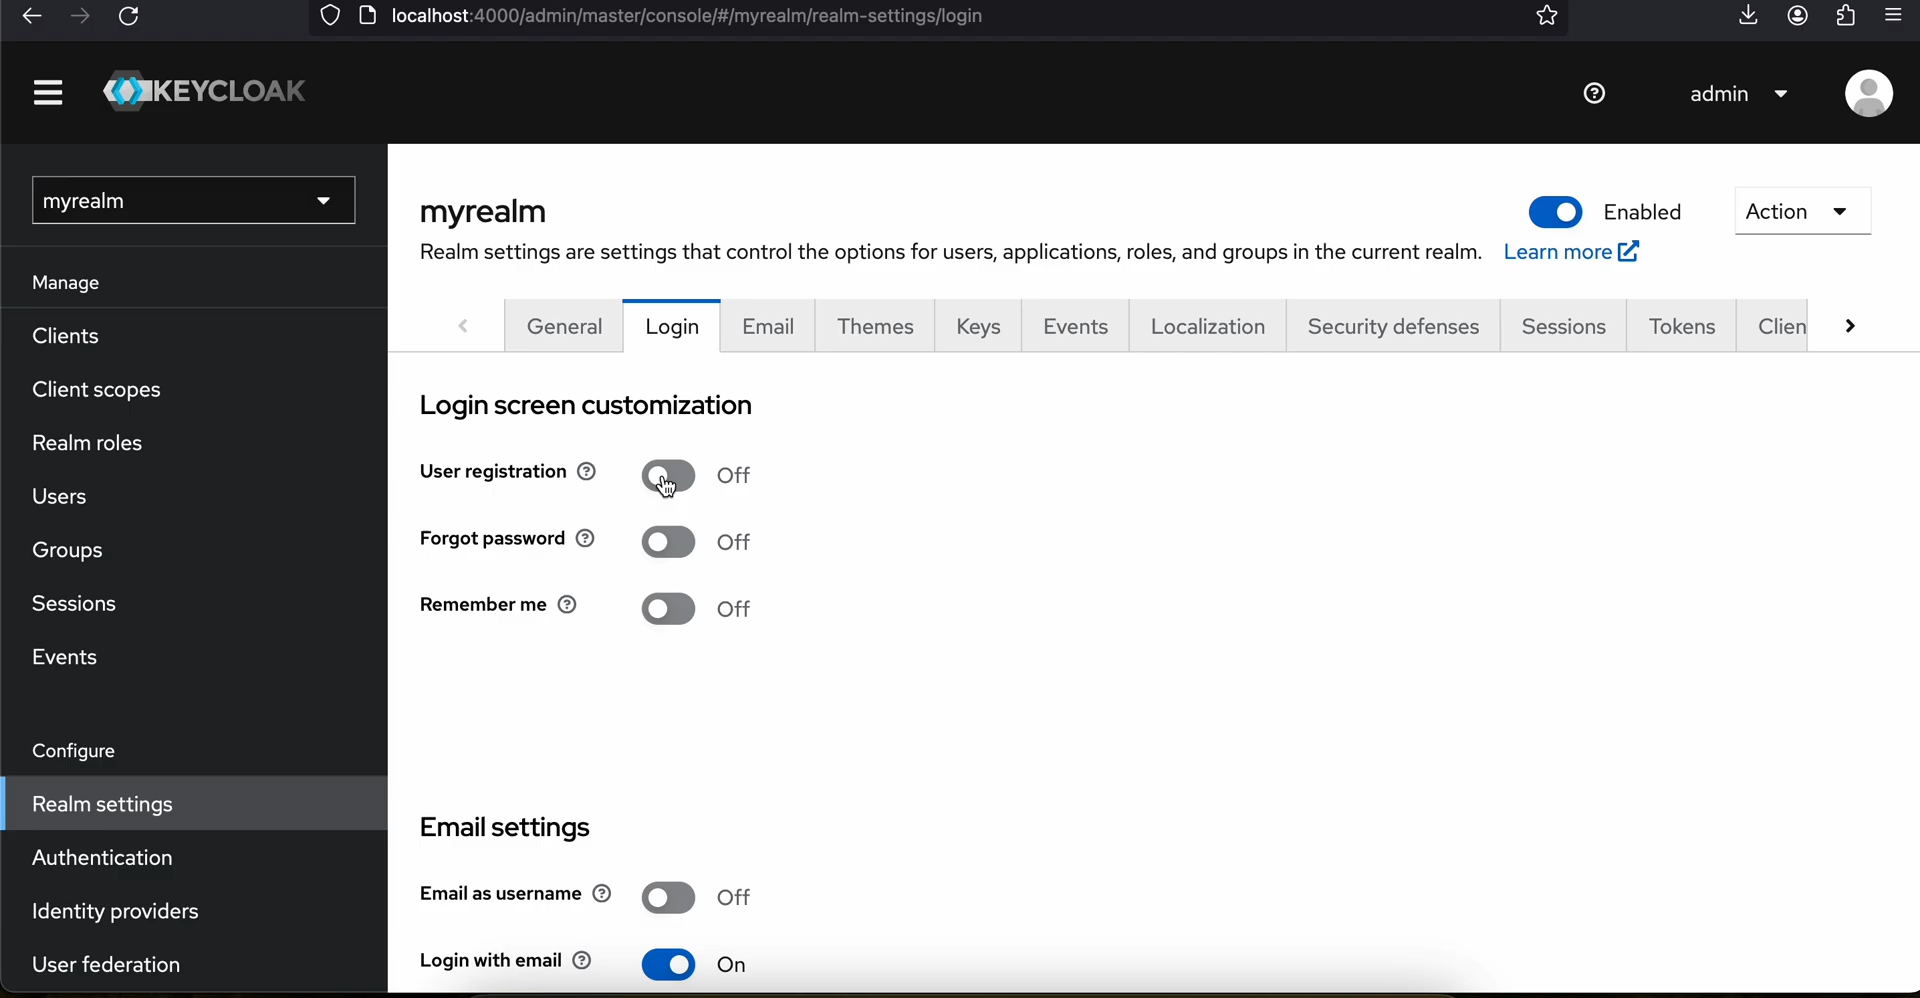 localhost:4000/admin/master/console/#/myrealm/realm-settings/login
KEYCLOAK
admin
myrealm
Manage
Clients
Client scopes
Realm roles
Users
Groups
Sessions
Events
Configure
Realm settings
Authentication
Identity providers
User federation
myrealm
Enabled
Action
Realm settings are settings that control the options for users, applications, roles, and groups in the current realm. Learn more
General Login Email Themes Keys Events Localization Security defenses Sessions Tokens Clien
Login screen customization
User registration Off
Forgot password Off
Remember me Off
Email settings
Email as username Off
Login with email On